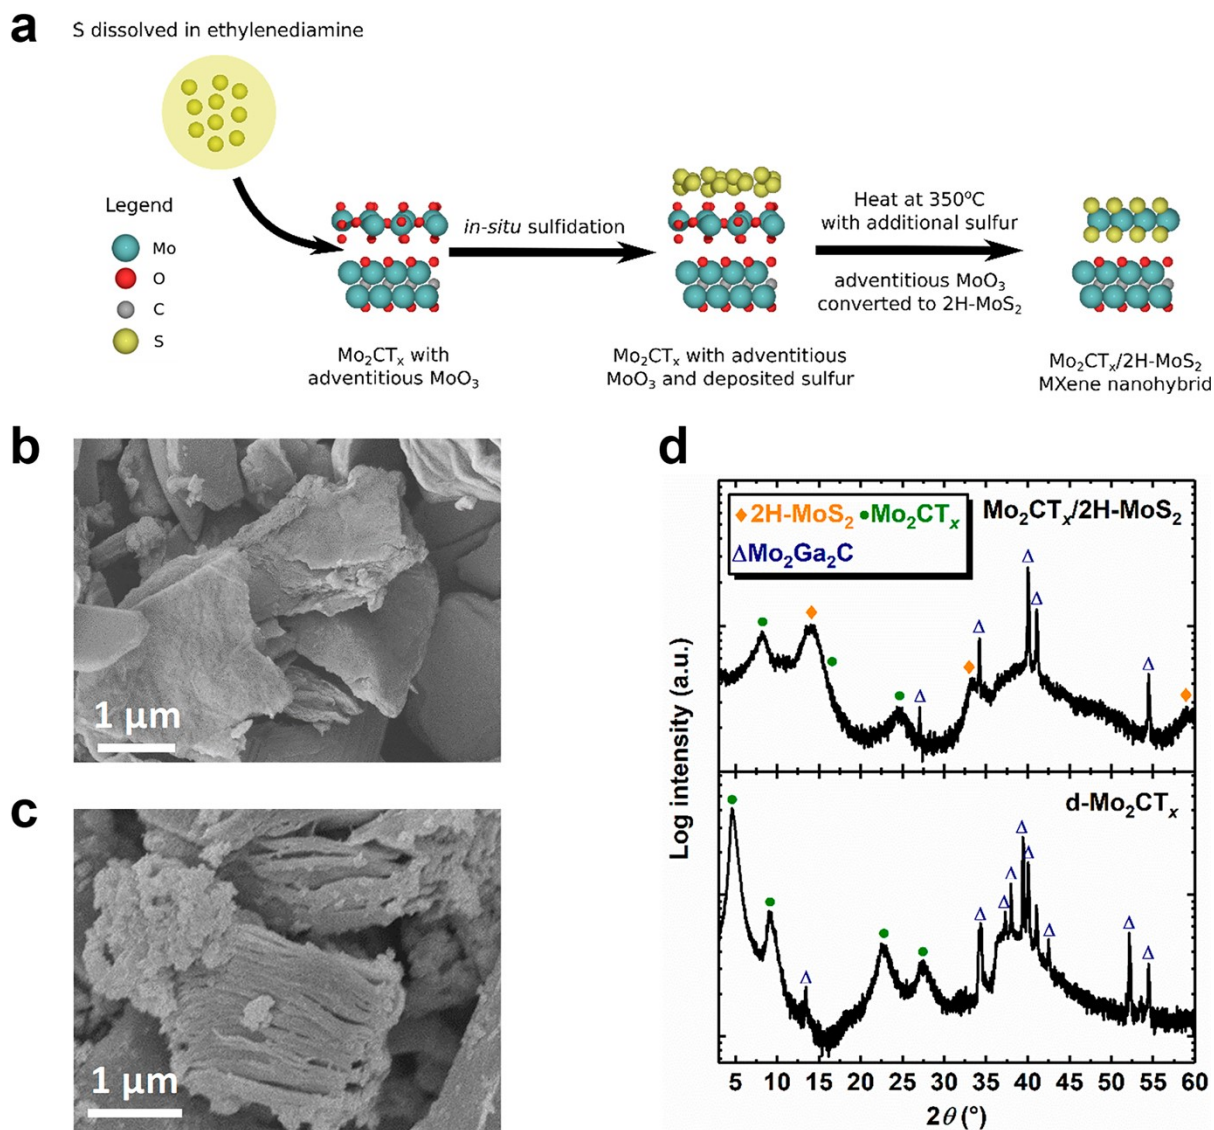 a
S dissolved in ethylenediamine
Legend
Mo
O
C
S
in-situ sulfidation
Heat at 350°C
with additional sulfur
adventitious MoO₃
converted to 2H-MoS₂
Mo₂CTₓ with
adventitious MoO₃
Mo₂CTₓ with adventitious
MoO₃ and deposited sulfur
Mo₂CTₓ/2H-MoS₂
MXene nanohybrid
b
1 μm
c
1 μm
d
2H-MoS₂ Mo₂CTₓ
Mo₂Ga₂C
Mo₂CTₓ/2H-MoS₂
d-Mo₂CTₓ
Log intensity (a.u.)
5 10 15 20 25 30 35 40 45 50 55 60
2θ (°)